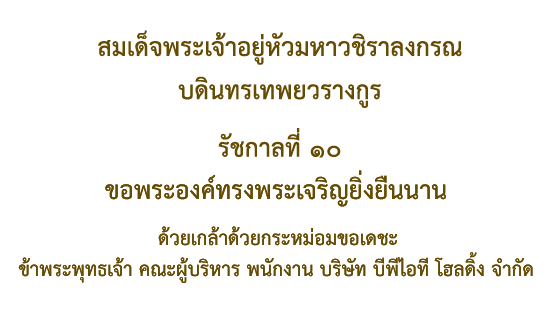 สมเด็จพระเจ้าอยู่หัวมหาวชิราลงกรณ
บดินทรเทพยวรางกูร
รัชกาลที่ ๑๐
ขอพระองค์ทรงพระเจริญยิ่งยืนนาน
ด้วยเกล้าด้วยกระหม่อมขอเดชะ
ข้าพระพุทธเจ้า คณะผู้บริหาร พนักงาน บริษัท บีพีไอที โฮลดิ้ง จำกัด